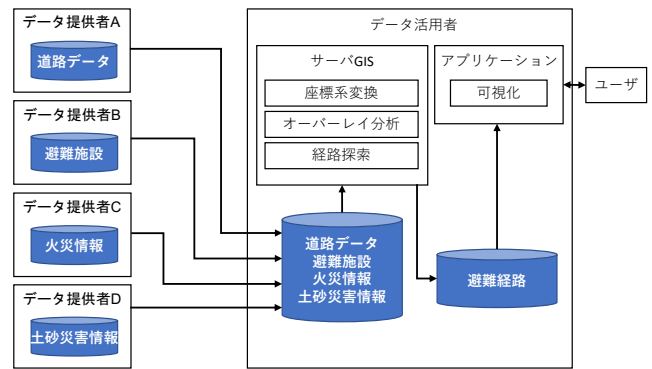 データ提供者A
道路データ
データ提供者B
避難施設
データ提供者C
火災情報
データ提供者D
土砂災害情報
データ活用者
サーバGIS
座標系変換
オーバーレイ分析
経路探索
道路データ
避難施設
火災情報
土砂災害情報
アプリケーション
可視化
避難経路
ユーザ